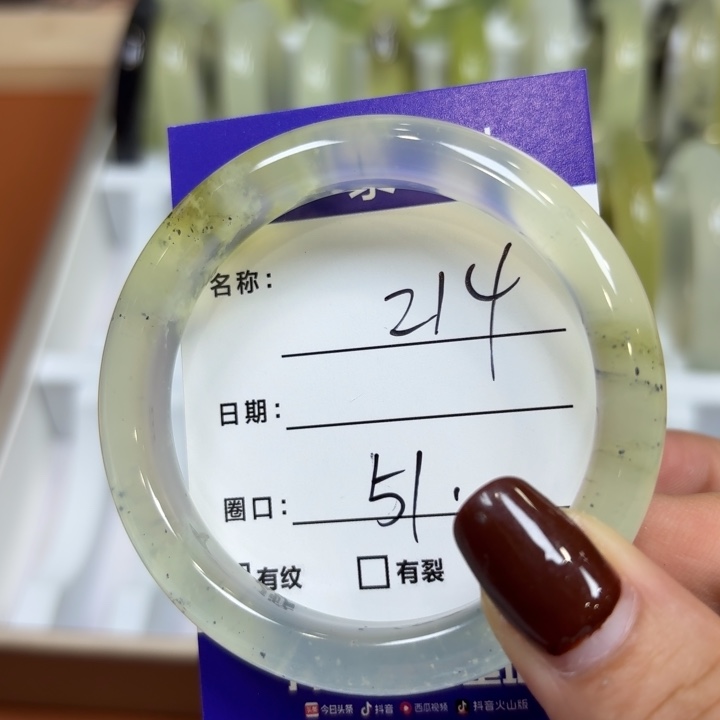 名称: 214
日期:
圈口: 51.
有纹 有裂
今日头条 抖音 西瓜视频 抖音火山版